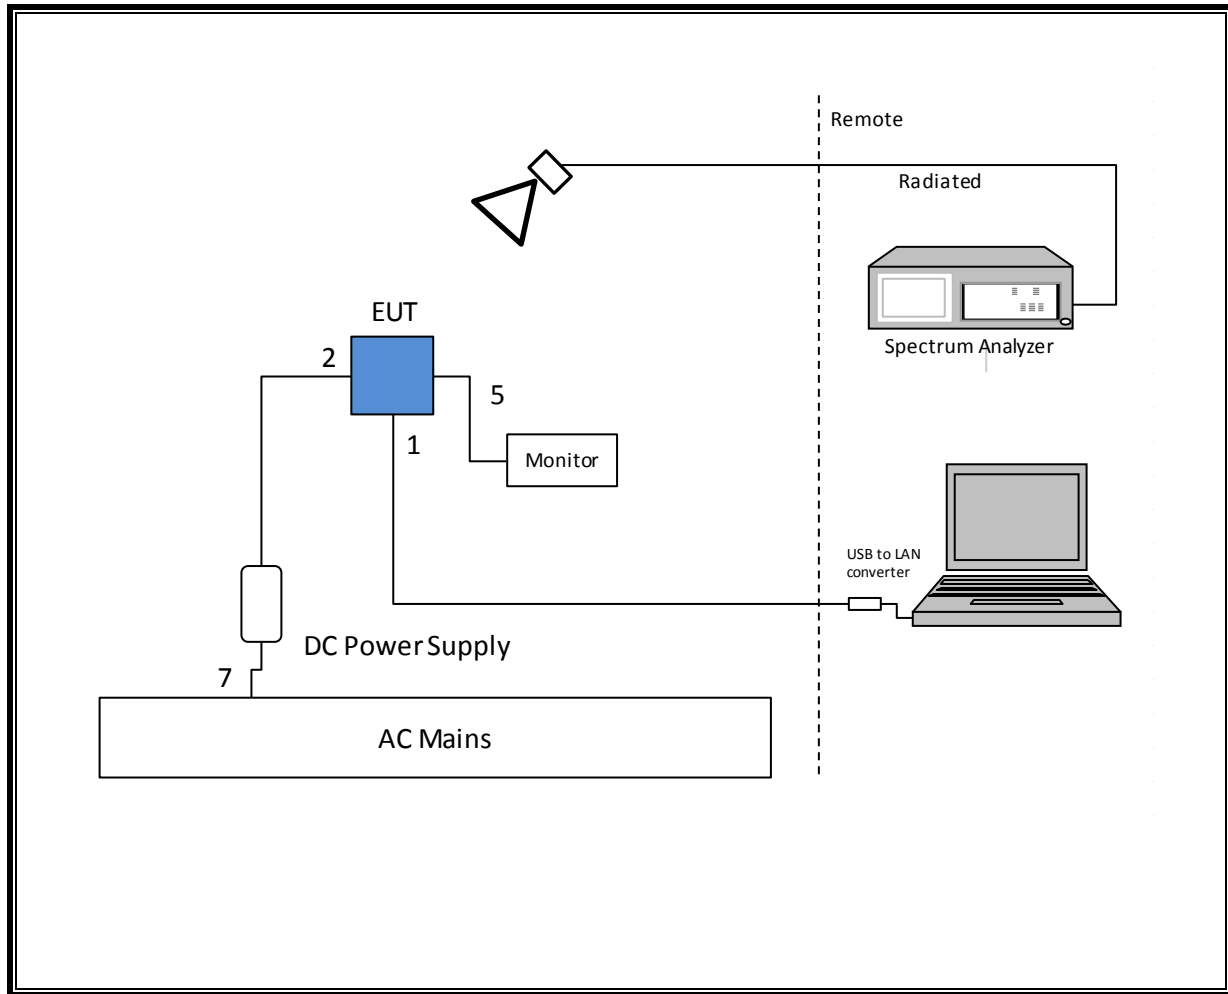 Remote
Radiated
Spectrum Analyzer
EUT
2
5
1
Monitor
USB to LAN
converter
DC Power Supply
7
AC Mains